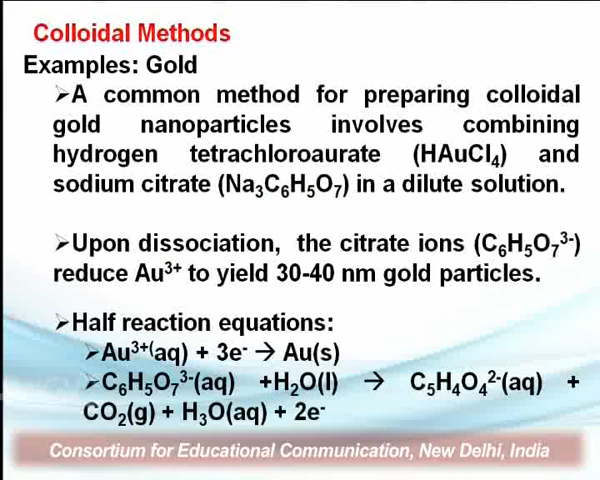 Colloidal Methods
Examples: Gold
➢A common method for preparing colloidal
gold nanoparticles involves combining
hydrogen tetrachloroaurate (HAuCl₄) and
sodium citrate (Na₃C₆H₅O₇) in a dilute solution.
➢Upon dissociation, the citrate ions (C₆H₅O₇³⁻)
reduce Au³⁺ to yield 30-40 nm gold particles.
➢Half reaction equations:
➢Au³⁺⁽aq) + 3e⁻ → Au(s)
➢C₆H₅O₇³⁻(aq) +H₂O(l) → C₅H₄O₄²⁻(aq) +
CO₂(g) + H₃O(aq) + 2e⁻
Consortium for Educational Communication, New Delhi, India